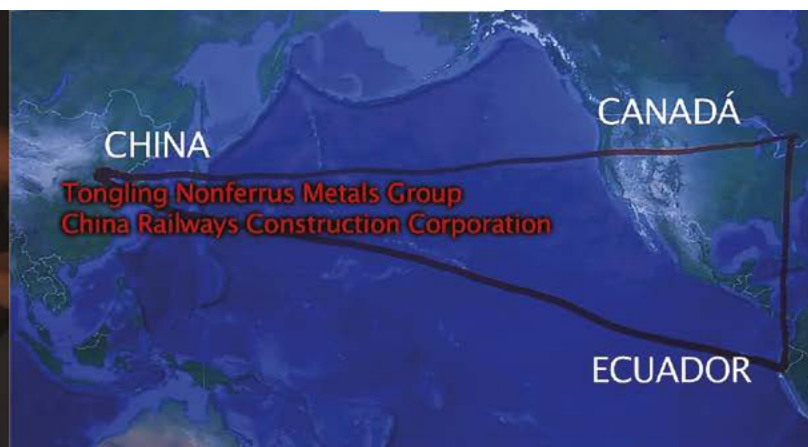 CANADÁ
CHINA
Tongling Nonferrus Metals Group
China Railways Construction Corporation
ECUADOR